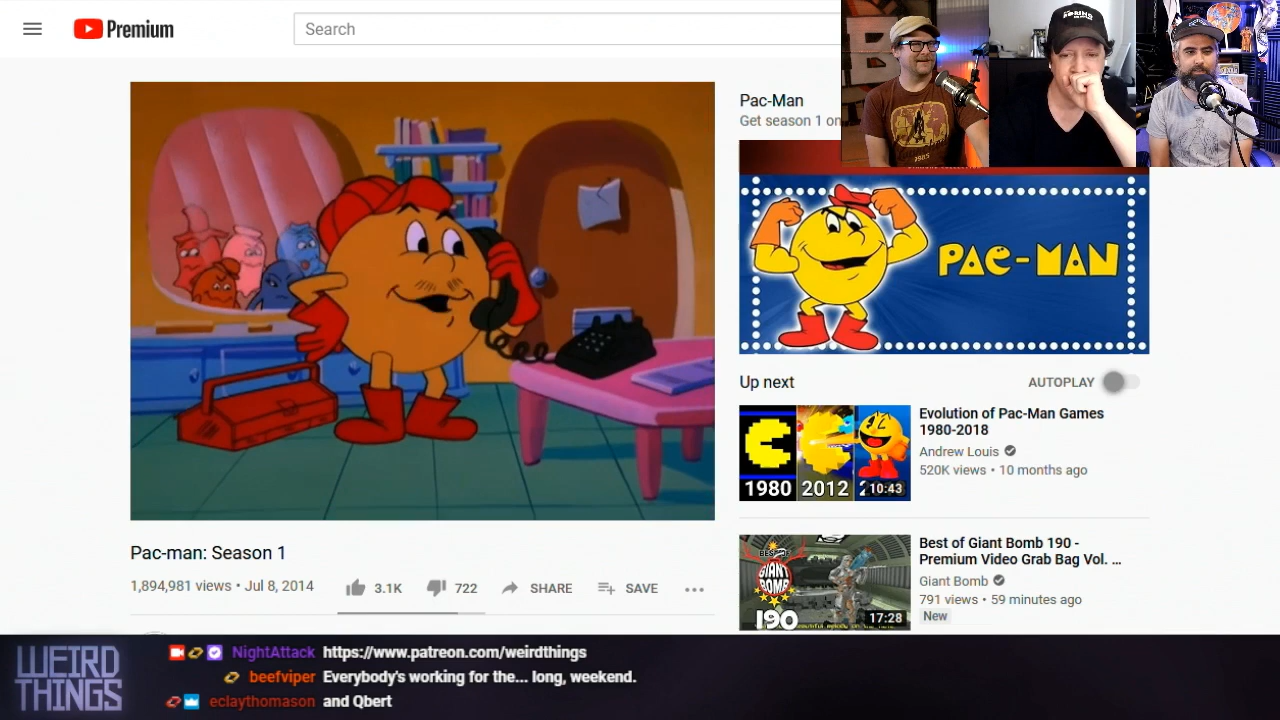 Premium
Search
Pac-Man
Get season 1 on
PAC-MAN
Up next
AUTOPLAY
1980
2012
10:43
Evolution of Pac-Man Games
1980-2018
Andrew Louis
520K views • 10 months ago
BEST OF
GIANT
BOMB
190
17:28
Best of Giant Bomb 190 -
Premium Video Grab Bag Vol. ...
Giant Bomb
791 views • 59 minutes ago
New
Pac-man: Season 1
1,894,981 views • Jul 8, 2014
3.1K
722
SHARE
SAVE
WEIRD
THINGS
NightAttack https://www.patreon.com/weirdthings
beefviper Everybody's working for the... long, weekend.
eclaythomason and Qbert